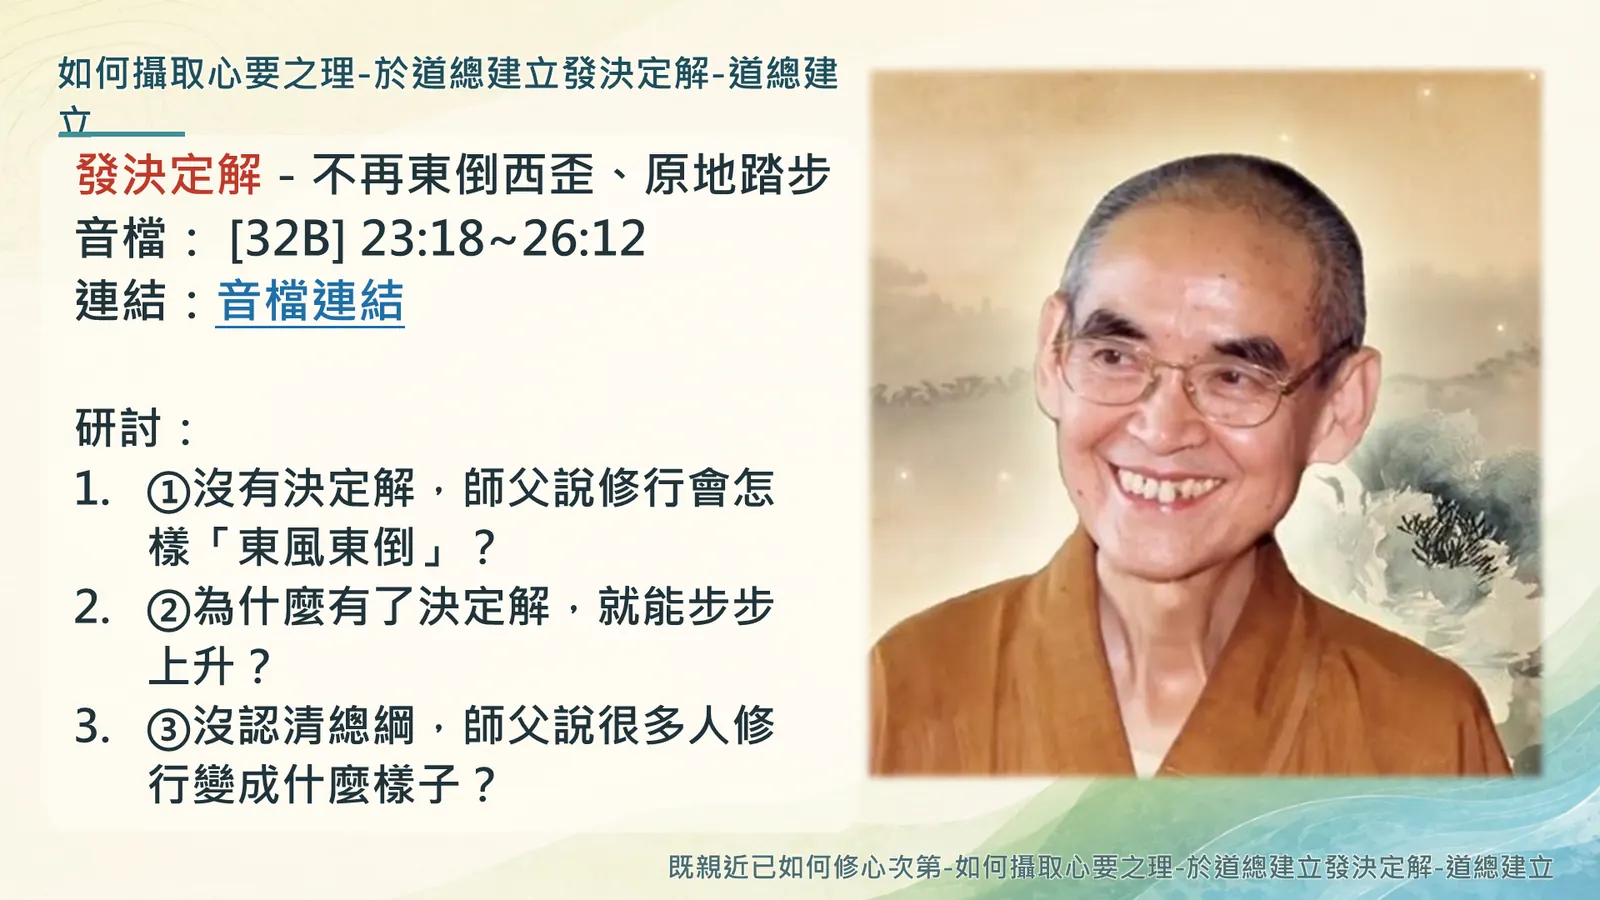 如何攝取心要之理-於道總建立發決定解-道總建
立
發決定解 - 不再東倒西歪、原地踏步
音檔： [32B] 23:18~26:12
連結：音檔連結
研討：
1. ①沒有決定解，師父說修行會怎
樣「東風東倒」？
2. ②為什麼有了決定解，就能步步
上升？
3. ③沒認清總綱，師父說很多人修
行變成什麼樣子？
既親近已如何修心次第-如何攝取心要之理-於道總建立發決定解-道總建立